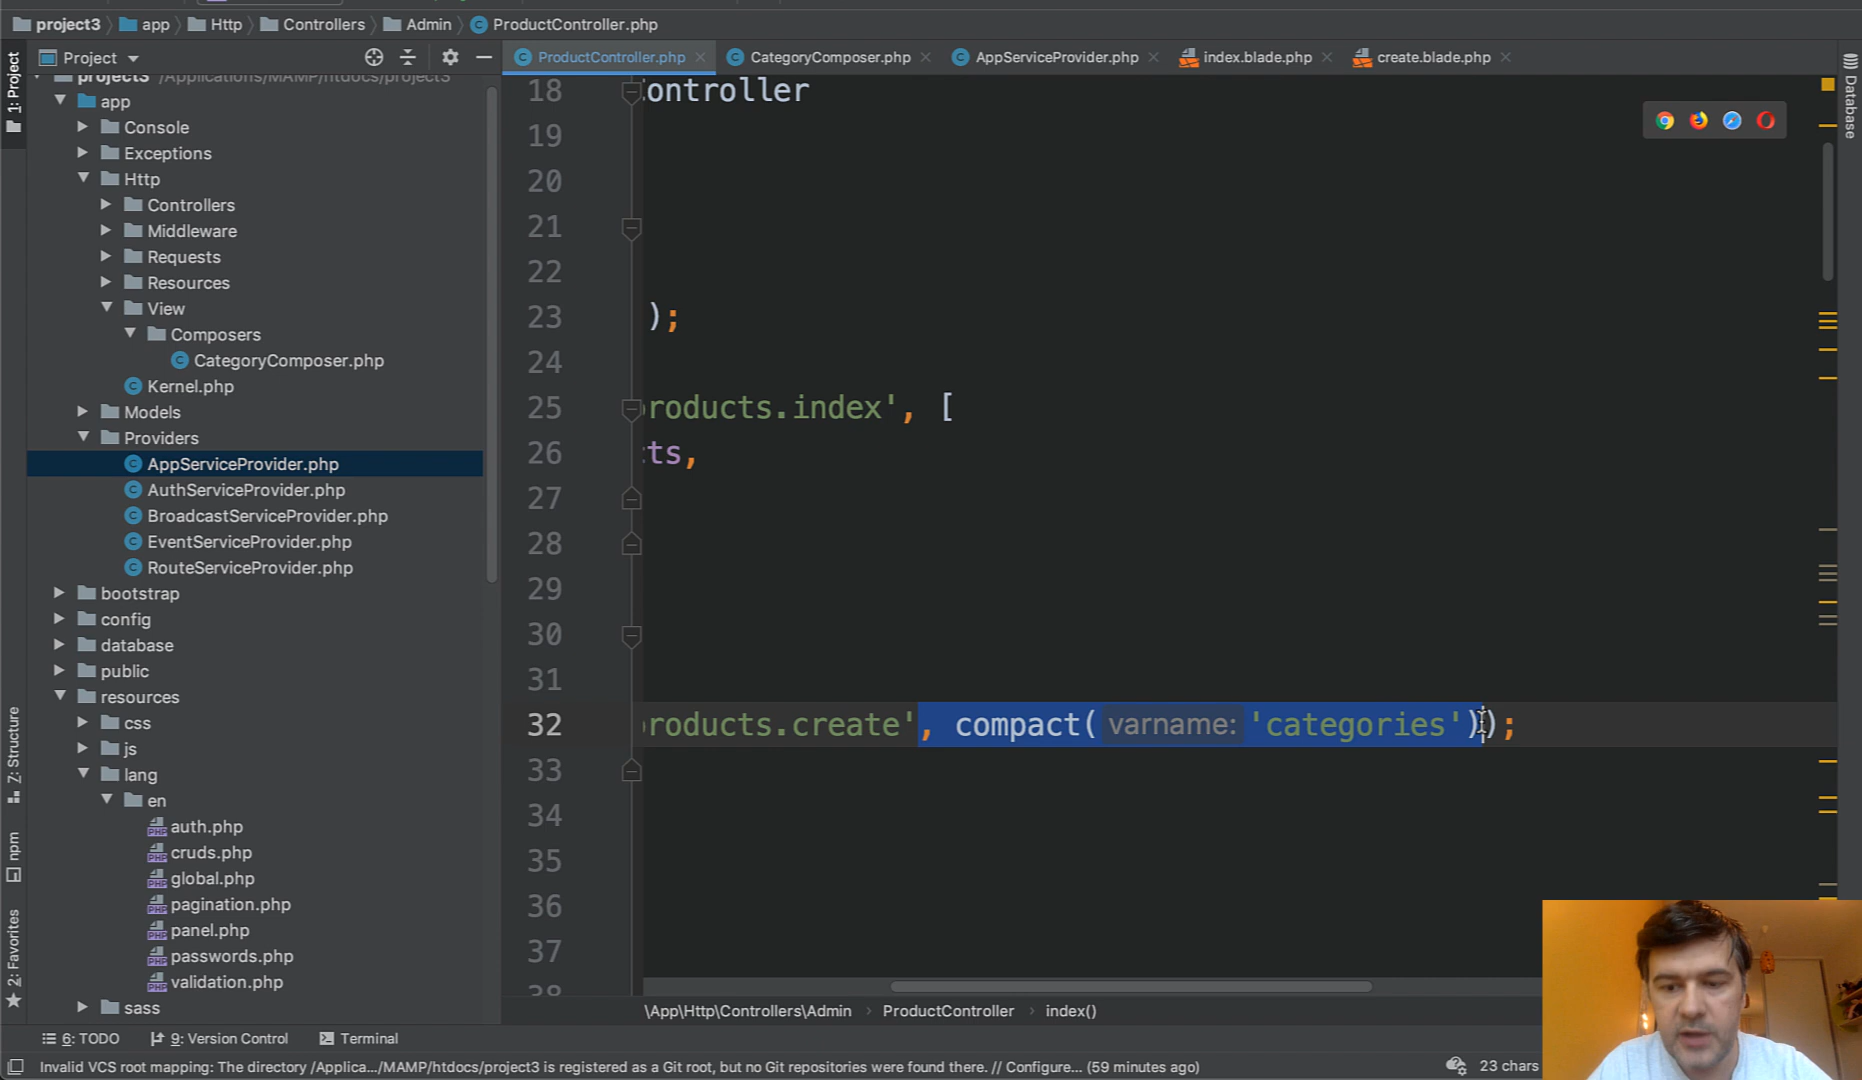 project3 app Http Controllers Admin ProductController.php
Project
ProductController.php CategoryComposer.php AppServiceProvider.php index.blade.php create.blade.php
1: Project
Database
project3 /Applications/MAMP/htdocs/project3
app
Console
Exceptions
Http
Controllers
Middleware
Requests
Resources
View
Composers
CategoryComposer.php
Kernel.php
Models
Providers
AppServiceProvider.php
AuthServiceProvider.php
BroadcastServiceProvider.php
EventServiceProvider.php
RouteServiceProvider.php
bootstrap
config
database
public
resources
css
js
lang
en
auth.php
cruds.php
global.php
pagination.php
panel.php
passwords.php
validation.php
sass
7: Structure
npm
2: Favorites
18 ontroller
19
20
21
22
23 );
24
25 roducts.index', [
26 ts,
27
28
29
30
31
32 roducts.create', compact( varname: 'categories'));
33
34
35
36
37
38
\App\Http\Controllers\Admin › ProductController › index()
6: TODO 9: Version Control Terminal
Invalid VCS root mapping: The directory /Applica.../MAMP/htdocs/project3 is registered as a Git root, but no Git repositories were found there. // Configure... (59 minutes ago)
23 chars